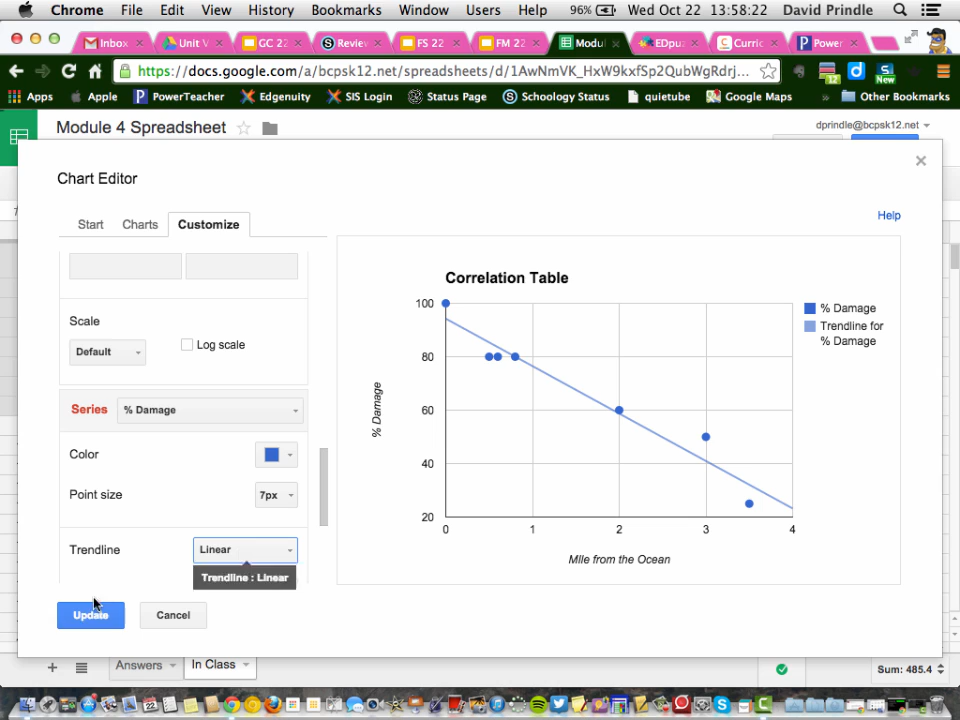 Chrome File Edit View History Bookmarks Window Users Help 96% Wed Oct 22 13:58:22 David Prindle
Inbox Unit V GC 22 Review FS 22 FM 22 Modu EDpu Curric Power
https://docs.google.com/a/bcpsk12.net/spreadsheets/d/1AwNmVK_HxW9kxfSp2QubWgRdrj...
12 New
Apps Apple PowerTeacher Edgenuity SIS Login Status Page Schoology Status quietube Google Maps » Other Bookmarks
Module 4 Spreadsheet
dprindle@bcpsk12.net
Chart Editor
Start Charts Customize
Help
Scale
Default
Log scale
Series % Damage
Color
Point size 7px
Trendline Linear
Trendline : Linear
Update Cancel
Correlation Table
100
80
60
40
20
0 1 2 3 4
% Damage
Mile from the Ocean
% Damage
Trendline for
% Damage
Answers In Class
Sum: 485.4